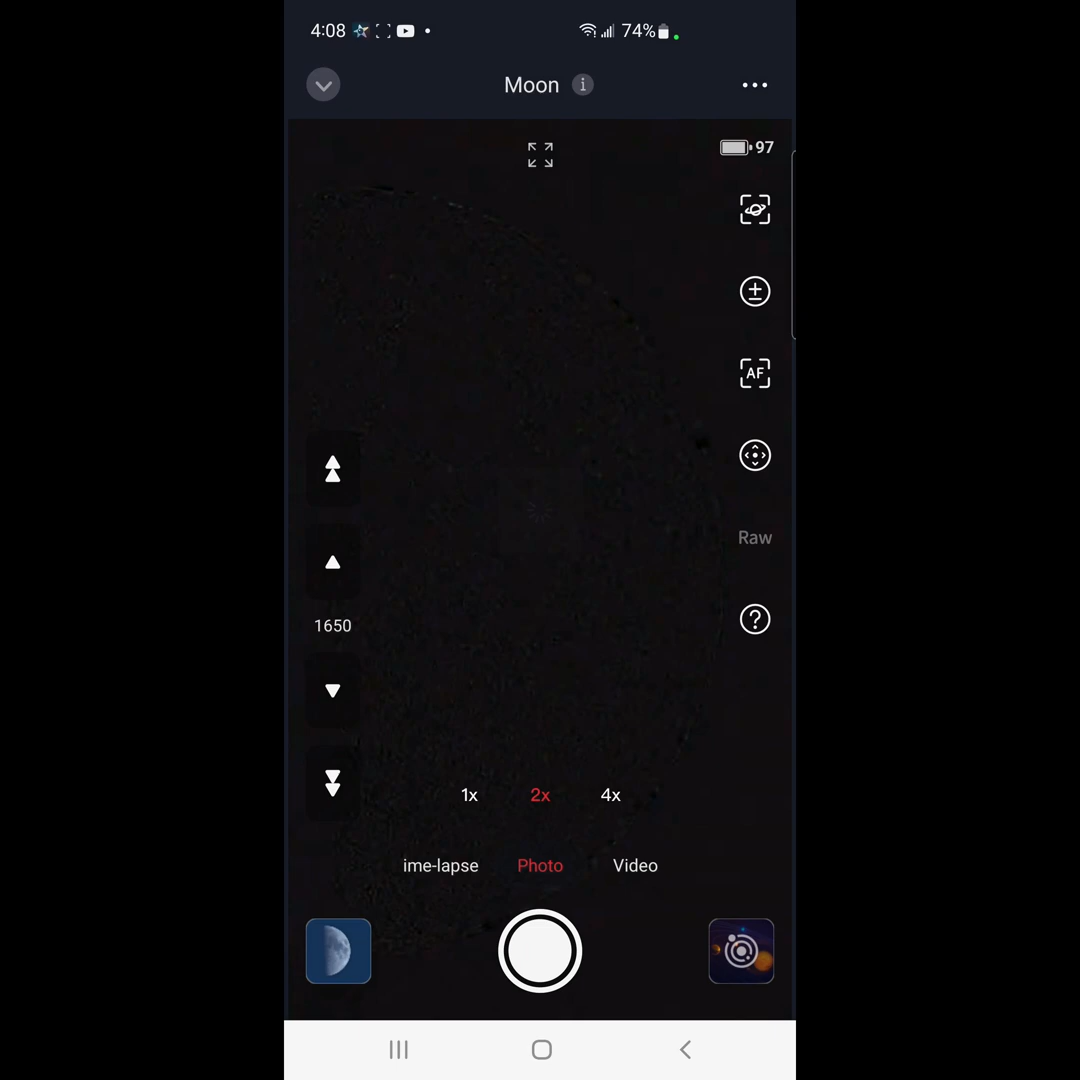 4:08 74%
Moon i
97
AF
Raw
1650
?
1x 2x 4x
ime-lapse Photo Video